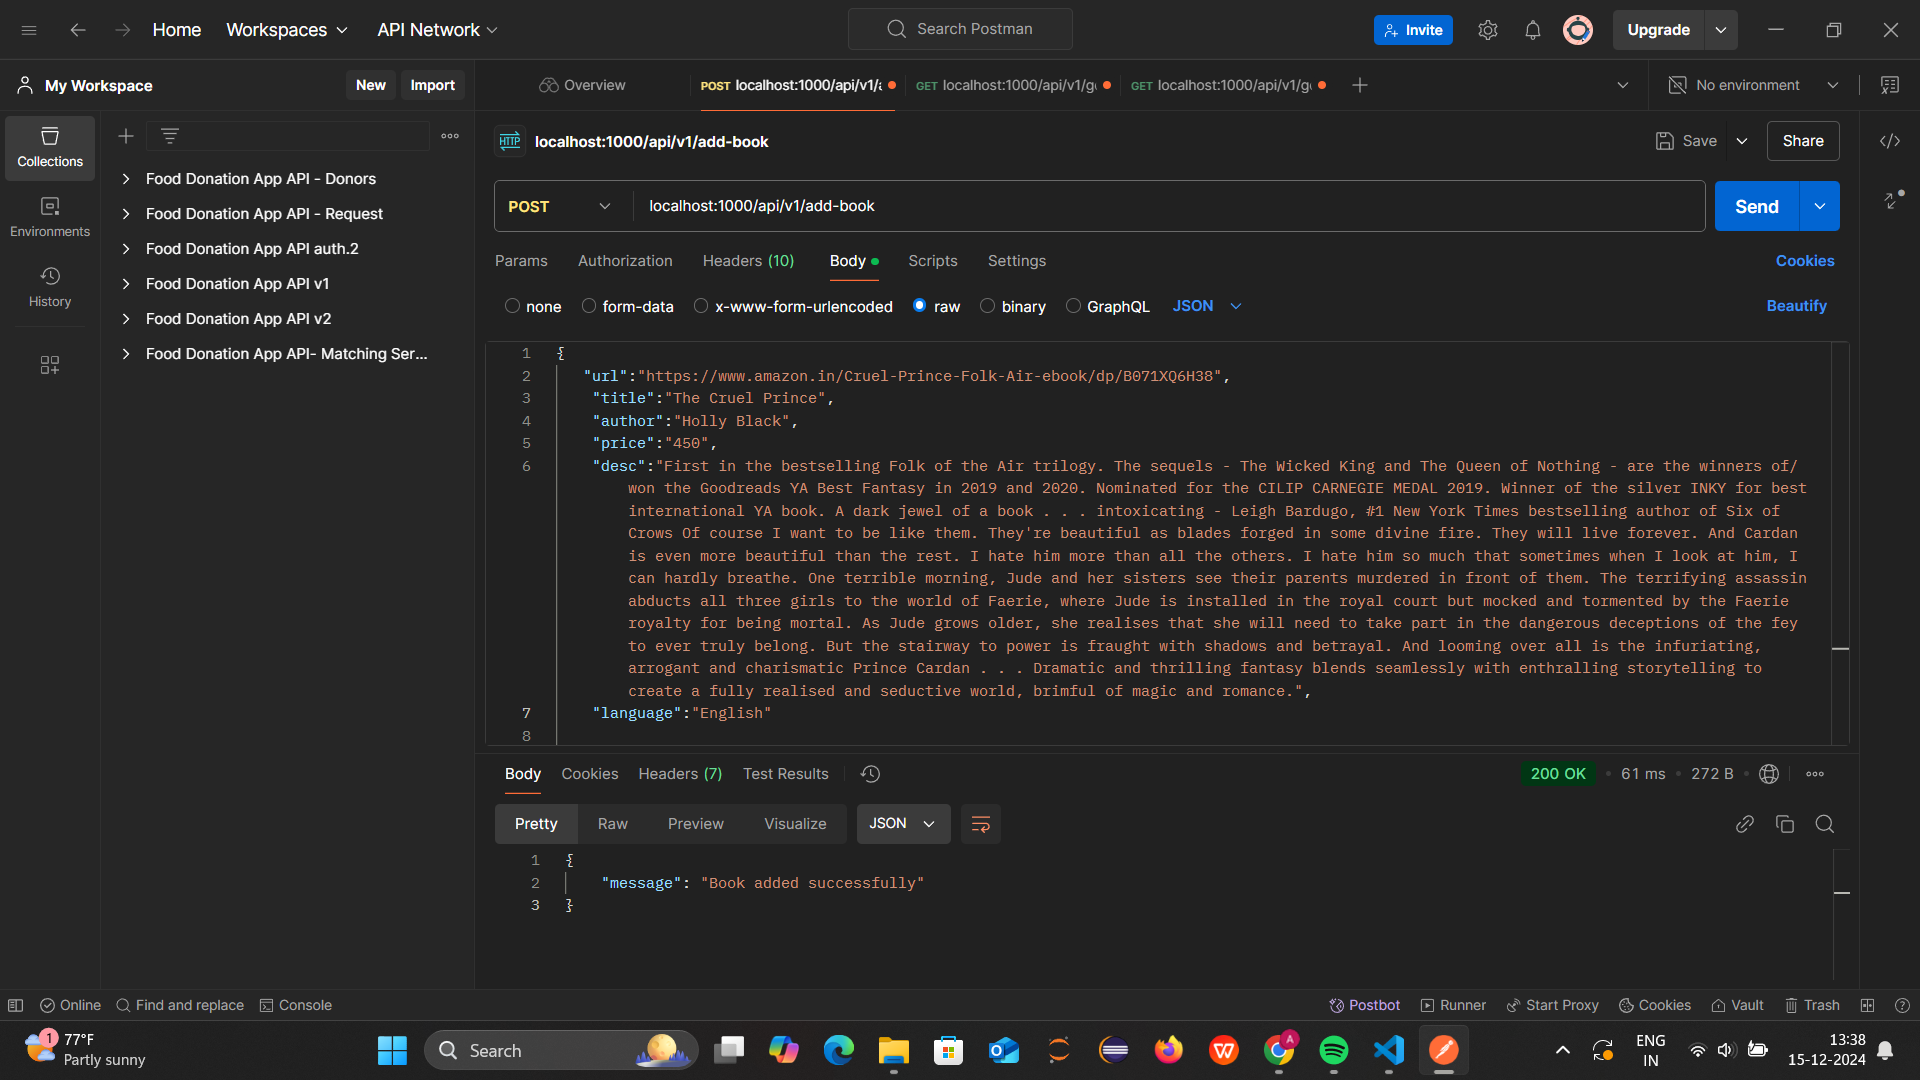 Home
Workspaces
API Network
Search Postman
Invite
Upgrade
My Workspace
New
Import
Overview
POST localhost:1000/api/v1/a
GET localhost:1000/api/v1/g
GET localhost:1000/api/v1/g
No environment
Collections
Environments
History
Food Donation App API - Donors
Food Donation App API - Request
Food Donation App API auth.2
Food Donation App API v1
Food Donation App API v2
Food Donation App API- Matching Ser...
HTTP localhost:1000/api/v1/add-book
Save
Share
POST
localhost:1000/api/v1/add-book
Send
Params
Authorization
Headers (10)
Body
Scripts
Settings
Cookies
none
form-data
x-www-form-urlencoded
raw
binary
GraphQL
JSON
Beautify
1 {
2 "url":"https://www.amazon.in/Cruel-Prince-Folk-Air-ebook/dp/B071XQ6H38",
3 "title":"The Cruel Prince",
4 "author":"Holly Black",
5 "price":"450",
6 "desc":"First in the bestselling Folk of the Air trilogy. The sequels - The Wicked King and The Queen of Nothing - are the winners of/
won the Goodreads YA Best Fantasy in 2019 and 2020. Nominated for the CILIP CARNEGIE MEDAL 2019. Winner of the silver INKY for best
international YA book. A dark jewel of a book . . . intoxicating - Leigh Bardugo, #1 New York Times bestselling author of Six of
Crows Of course I want to be like them. They're beautiful as blades forged in some divine fire. They will live forever. And Cardan
is even more beautiful than the rest. I hate him more than all the others. I hate him so much that sometimes when I look at him, I
can hardly breathe. One terrible morning, Jude and her sisters see their parents murdered in front of them. The terrifying assassin
abducts all three girls to the world of Faerie, where Jude is installed in the royal court but mocked and tormented by the Faerie
royalty for being mortal. As Jude grows older, she realises that she will need to take part in the dangerous deceptions of the fey
to ever truly belong. But the stairway to power is fraught with shadows and betrayal. And looming over all is the infuriating,
arrogant and charismatic Prince Cardan . . . Dramatic and thrilling fantasy blends seamlessly with enthralling storytelling to
create a fully realised and seductive world, brimful of magic and romance.",
7 "language":"English"
8
Body
Cookies
Headers (7)
Test Results
200 OK
61 ms
272 B
Pretty
Raw
Preview
Visualize
JSON
1 {
2 "message": "Book added successfully"
3 }
Online
Find and replace
Console
Postbot
Runner
Start Proxy
Cookies
Vault
Trash
1
77°F
Partly sunny
Search
A
ENG
IN
13:38
15-12-2024